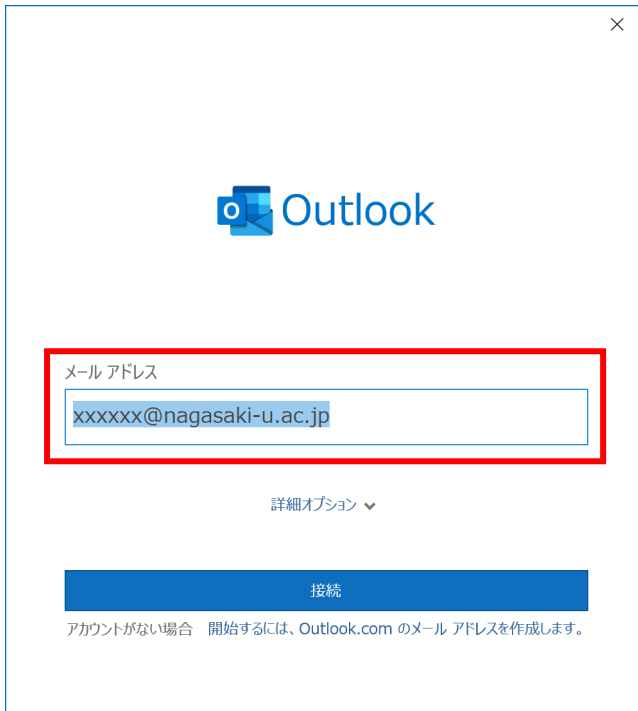 Outlook
メール アドレス
xxxxxx@nagasaki-u.ac.jp
詳細オプション
接続
アカウントがない場合 開始するには、Outlook.com のメール アドレスを作成します。